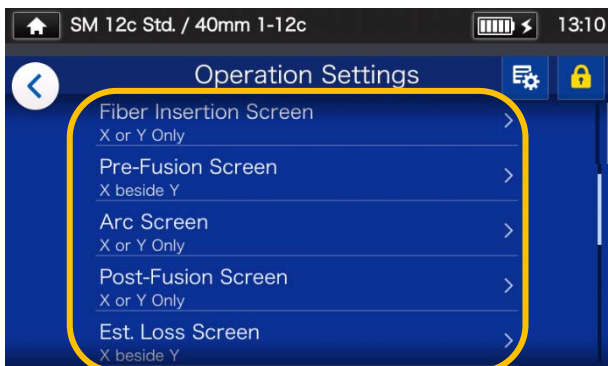 SM 12c Std. / 40mm 1-12c
13:10
Operation Settings
Fiber Insertion Screen
X or Y Only
Pre-Fusion Screen
X beside Y
Arc Screen
X or Y Only
Post-Fusion Screen
X or Y Only
Est. Loss Screen
X beside Y